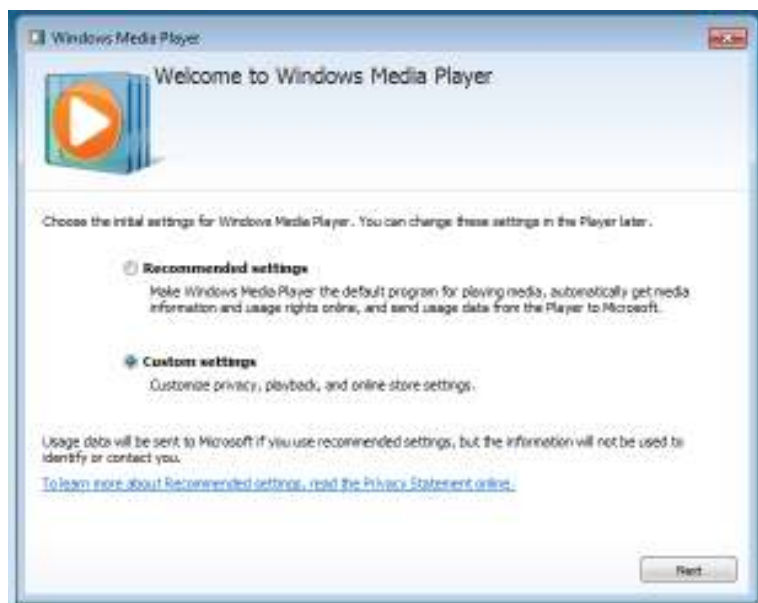 Windows Media Player
Welcome to Windows Media Player
Choose the initial settings for Windows Media Player. You can change these settings in the Player later.
Recommended settings
Make Windows Media Player the default program for playing media, automatically get media
information and usage rights online, and send usage data from the Player to Microsoft.
Custom settings
Customize privacy, playback, and online store settings.
Usage data will be sent to Microsoft if you use recommended settings, but the information will not be used to
identify or contact you.
To learn more about Recommended settings, read the Privacy Statement online.
Next